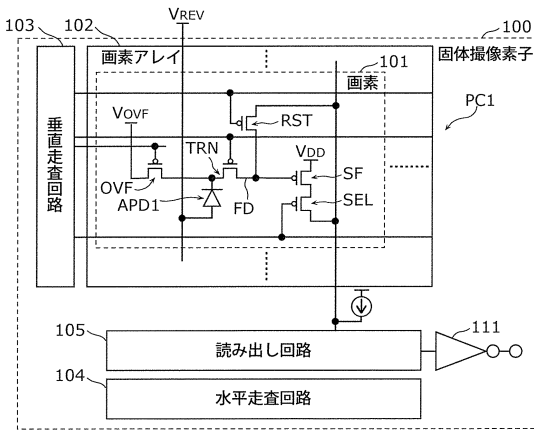 VREV
100
103
102
画素アレイ
101
固体撮像素子
画素
PC1
RST
垂直走査回路
VOVF
TRN
VDD
SF
OVF
SEL
APD1
FD
105
111
読み出し回路
104
水平走査回路